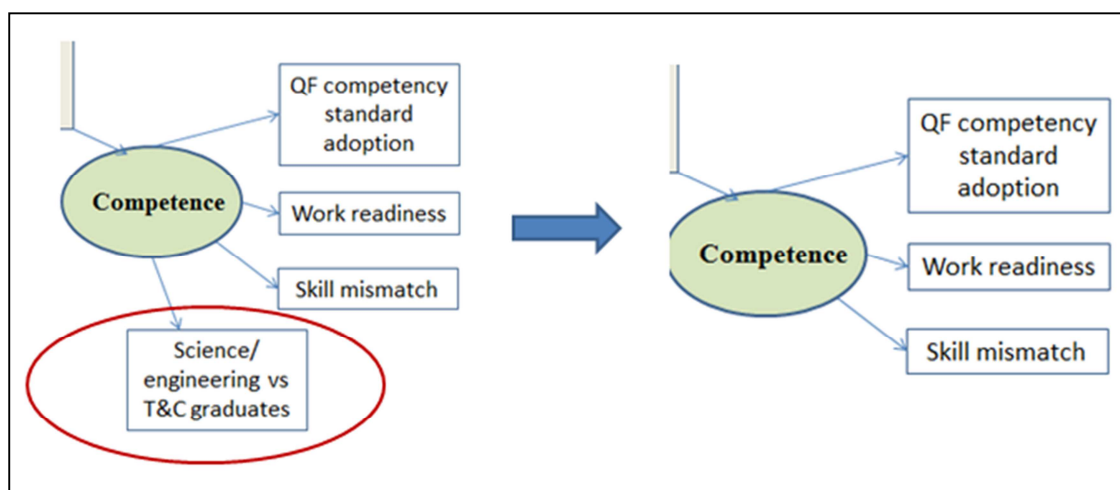 QF competency
standard
adoption
Competence
Work readiness
Skill mismatch
Science/
engineering vs
T&C graduates
QF competency
standard
adoption
Competence
Work readiness
Skill mismatch